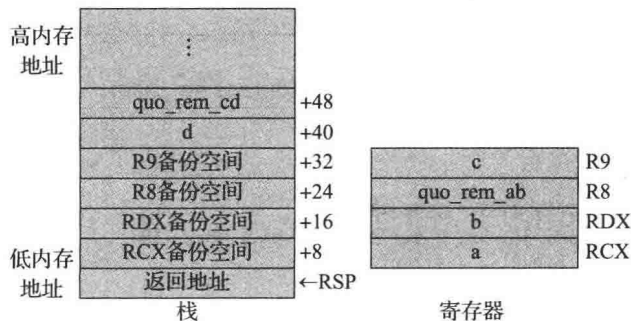 高内存
地址
⋮
quo_rem_cd
+48
d
+40
R9备份空间
+32
R8备份空间
+24
RDX备份空间
+16
RCX备份空间
+8
低内存
地址
返回地址
←RSP
栈
c
R9
quo_rem_ab
R8
b
RDX
a
RCX
寄存器